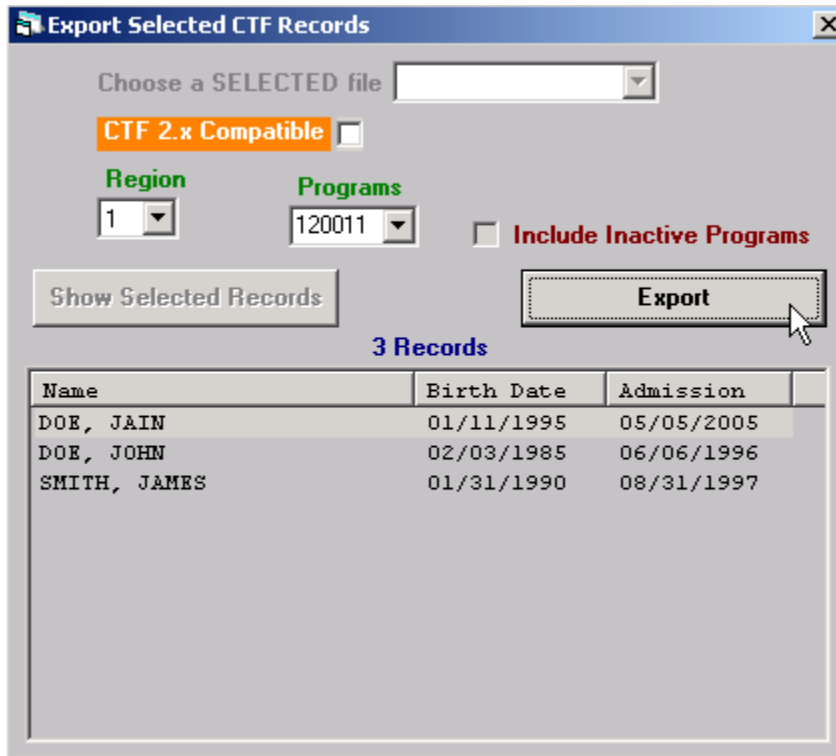 Export Selected CTF Records
Choose a SELECTED file
CTF 2.x Compatible
Region Programs
1 120011 Include Inactive Programs
Show Selected Records Export
3 Records
Name Birth Date Admission
DOE, JAIN 01/11/1995 05/05/2005
DOE, JOHN 02/03/1985 06/06/1996
SMITH, JAMES 01/31/1990 08/31/1997